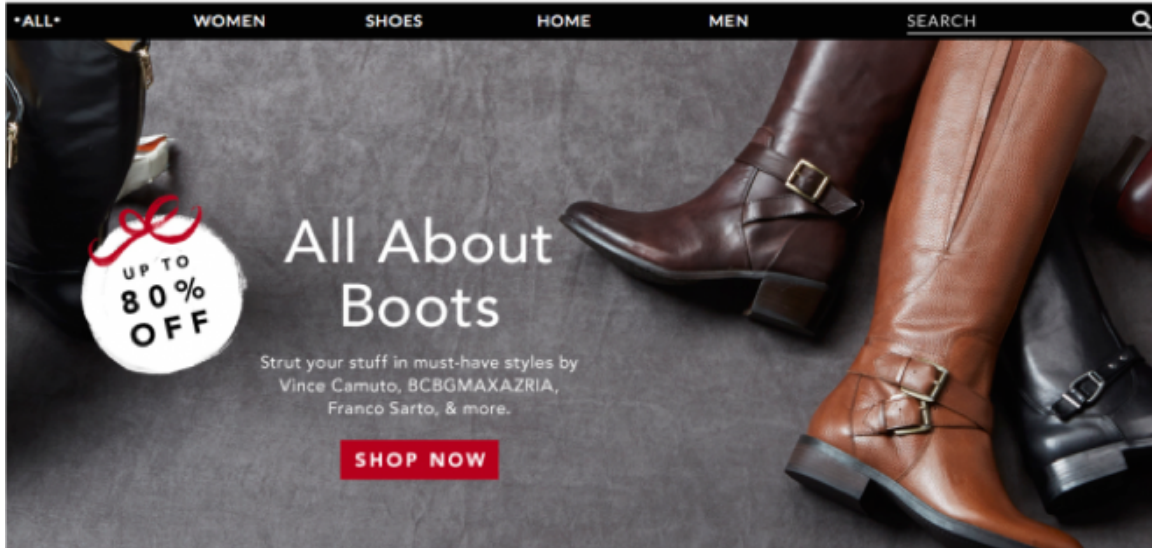 •ALL•
WOMEN
SHOES
HOME
MEN
SEARCH
UP TO
80%
OFF
All About
Boots
Strut your stuff in must-have styles by
Vince Camuto, BCBGMAXAZRIA,
Franco Sarto, & more.
SHOP NOW